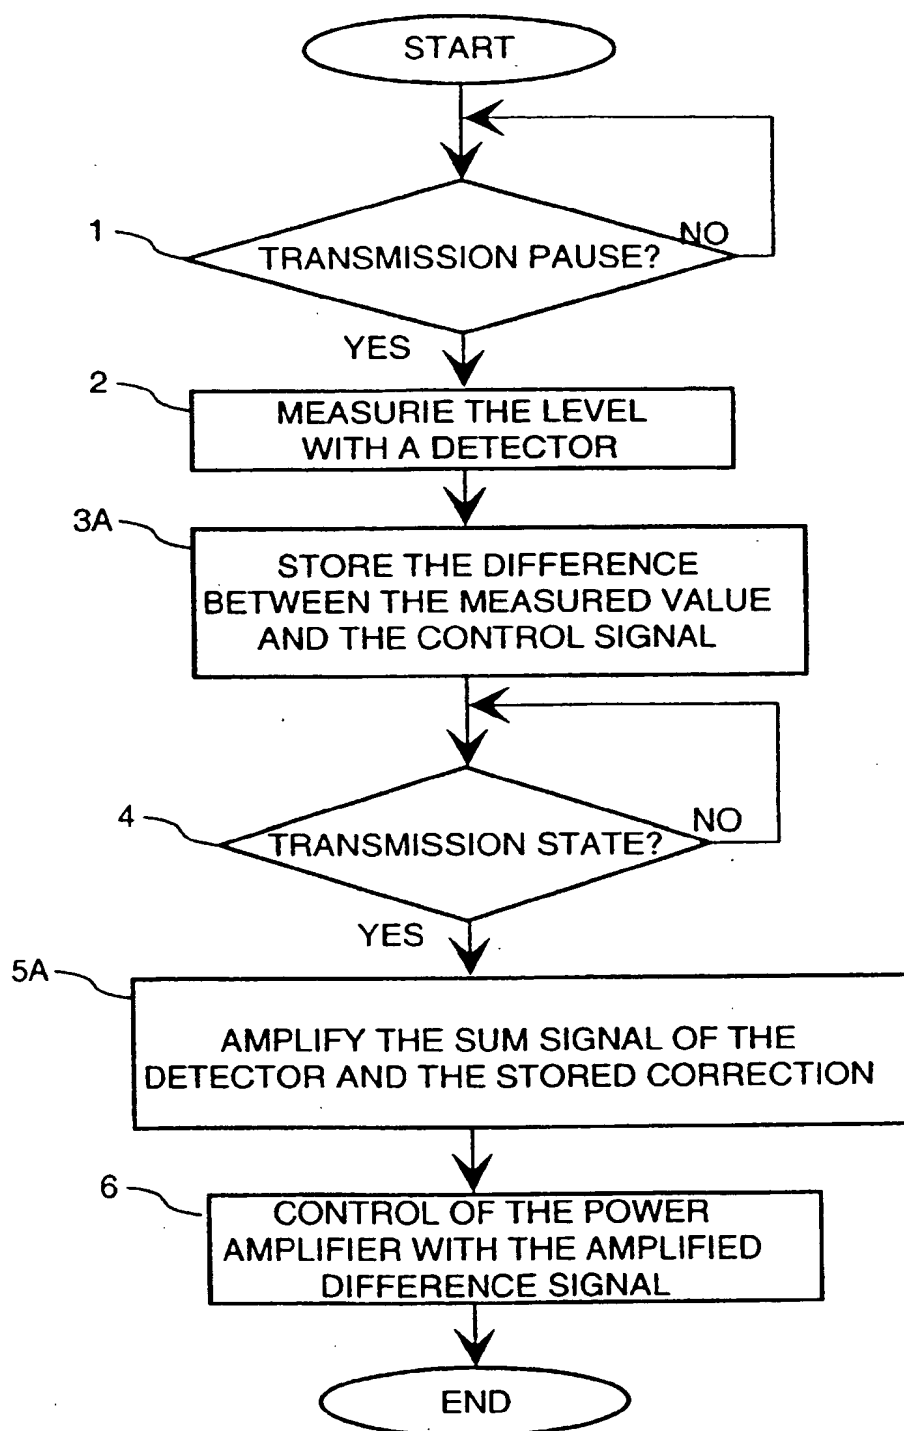 START
1
TRANSMISSION PAUSE?
NO
YES
2
MEASURIE THE LEVEL
WITH A DETECTOR
3A
STORE THE DIFFERENCE
BETWEEN THE MEASURED VALUE
AND THE CONTROL SIGNAL
4
TRANSMISSION STATE?
NO
YES
5A
AMPLIFY THE SUM SIGNAL OF THE
DETECTOR AND THE STORED CORRECTION
6
CONTROL OF THE POWER
AMPLIFIER WITH THE AMPLIFIED
DIFFERENCE SIGNAL
END